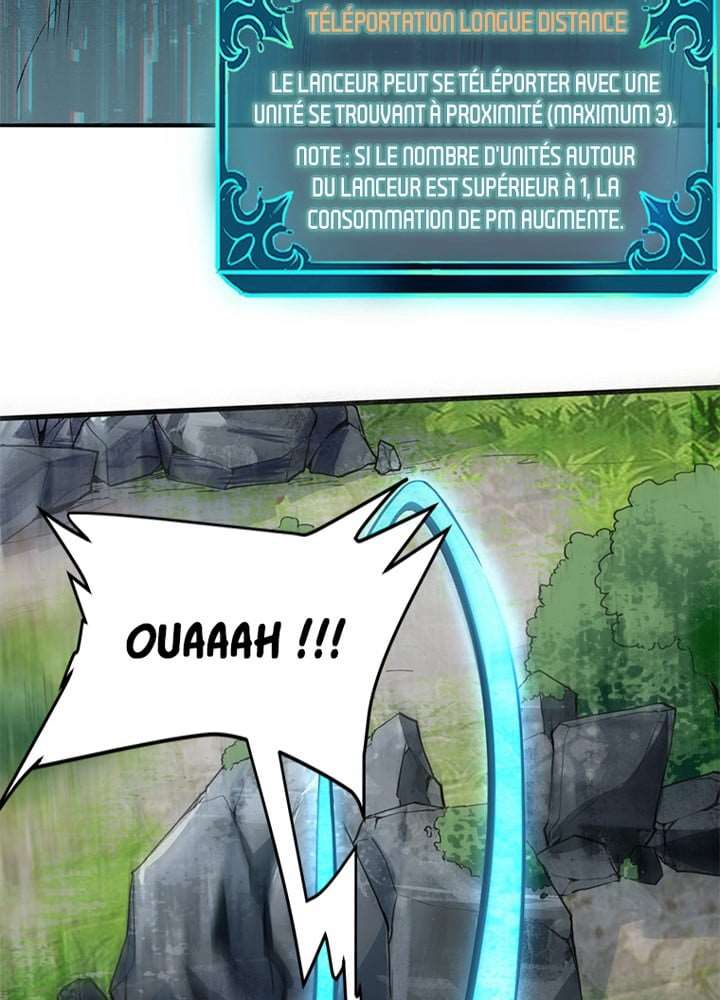 TÉLÉPORTATION LONGUE DISTANCE
LE LANCEUR PEUT SE TÉLÉPORTER AVEC UNE
UNITÉ SE TROUVANT À PROXIMITÉ (MAXIMUM 3).
NOTE : SI LE NOMBRE D'UNITÉS AUTOUR
DU LANCEUR EST SUPÉRIEUR À 1, LA
CONSOMMATION DE PM AUGMENTE.
OUAAAH !!!